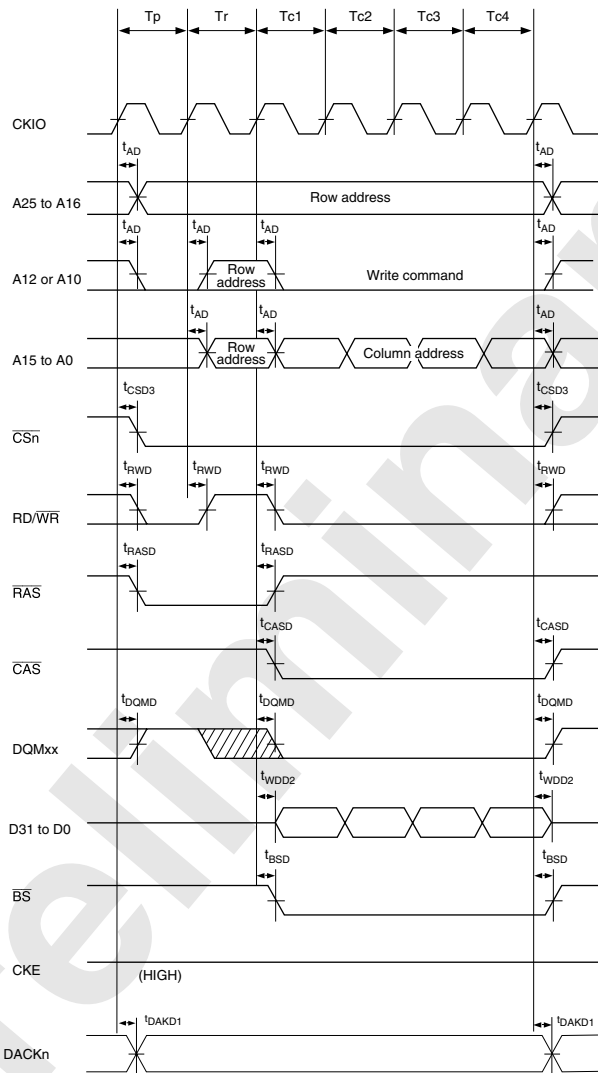 Tp Tr Tc1 Tc2 Tc3 Tc4
CKIO
tAD tAD
A25 to A16 Row address
tAD tAD tAD tAD
A12 or A10 Row address Write command
tAD tAD tAD
A15 to A0 Row address Column address
tCSD3 tCSD3
CSn
tRWD tRWD tRWD tRWD
RD/WR
tRASD tRASD
RAS
tCASD tCASD
CAS
tDQMD tDQMD tDQMD
DQMxx
tWDD2 tWDD2
D31 to D0
tBSD tBSD
BS
CKE (HIGH)
tDAKD1 tDAKD1
DACKn